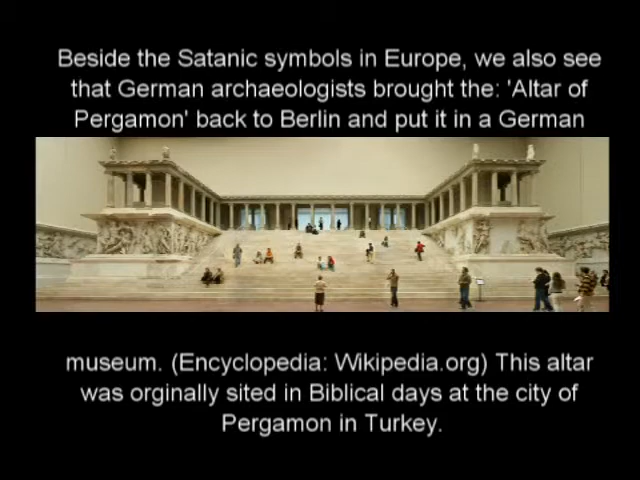 Beside the Satanic symbols in Europe, we also see
that German archaeologists brought the: 'Altar of
Pergamon' back to Berlin and put it in a German
museum. (Encyclopedia: Wikipedia.org) This altar
was orginally sited in Biblical days at the city of
Pergamon in Turkey.